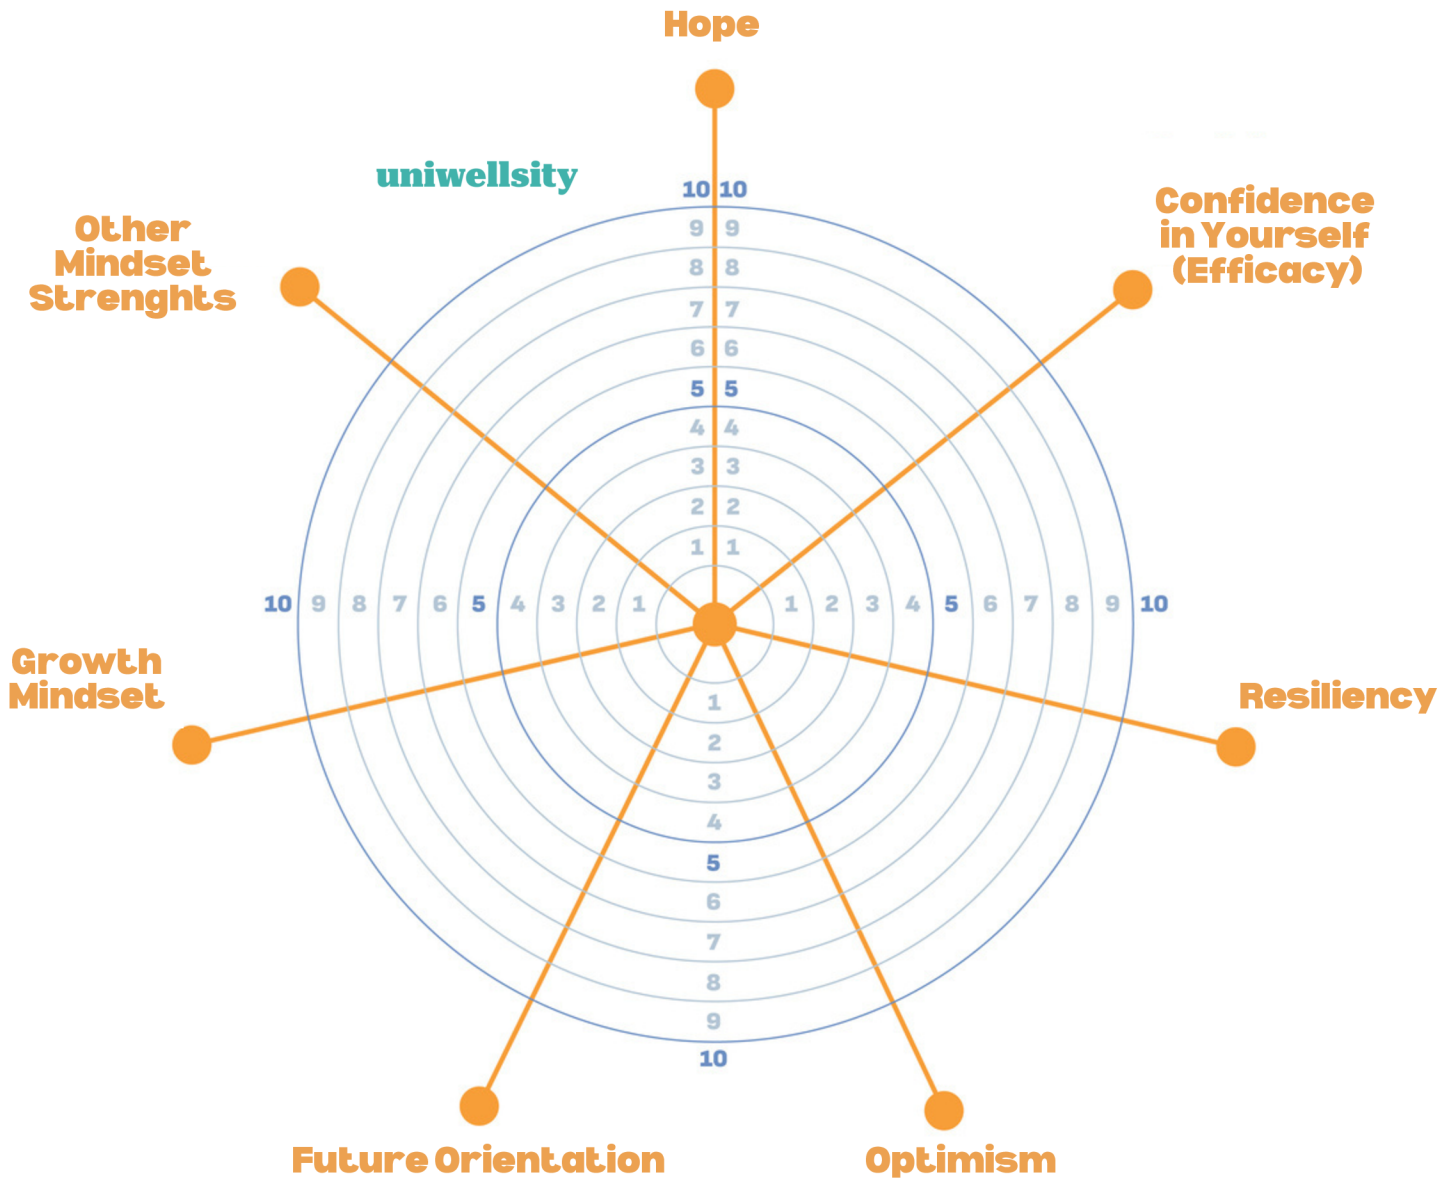 Hope
uniwellsity
Confidence
in Yourself
(Efficacy)
Other
Mindset
Strenghts
10 10
9 9
8 8
7 7
6 6
5 5
4 4
3 3
2 2
1 1
10 9 8 7 6 5 4 3 2 1 1 2 3 4 5 6 7 8 9 10
Growth
Mindset
Resiliency
1
2
3
4
5
6
7
8
9
10
Future Orientation
Optimism